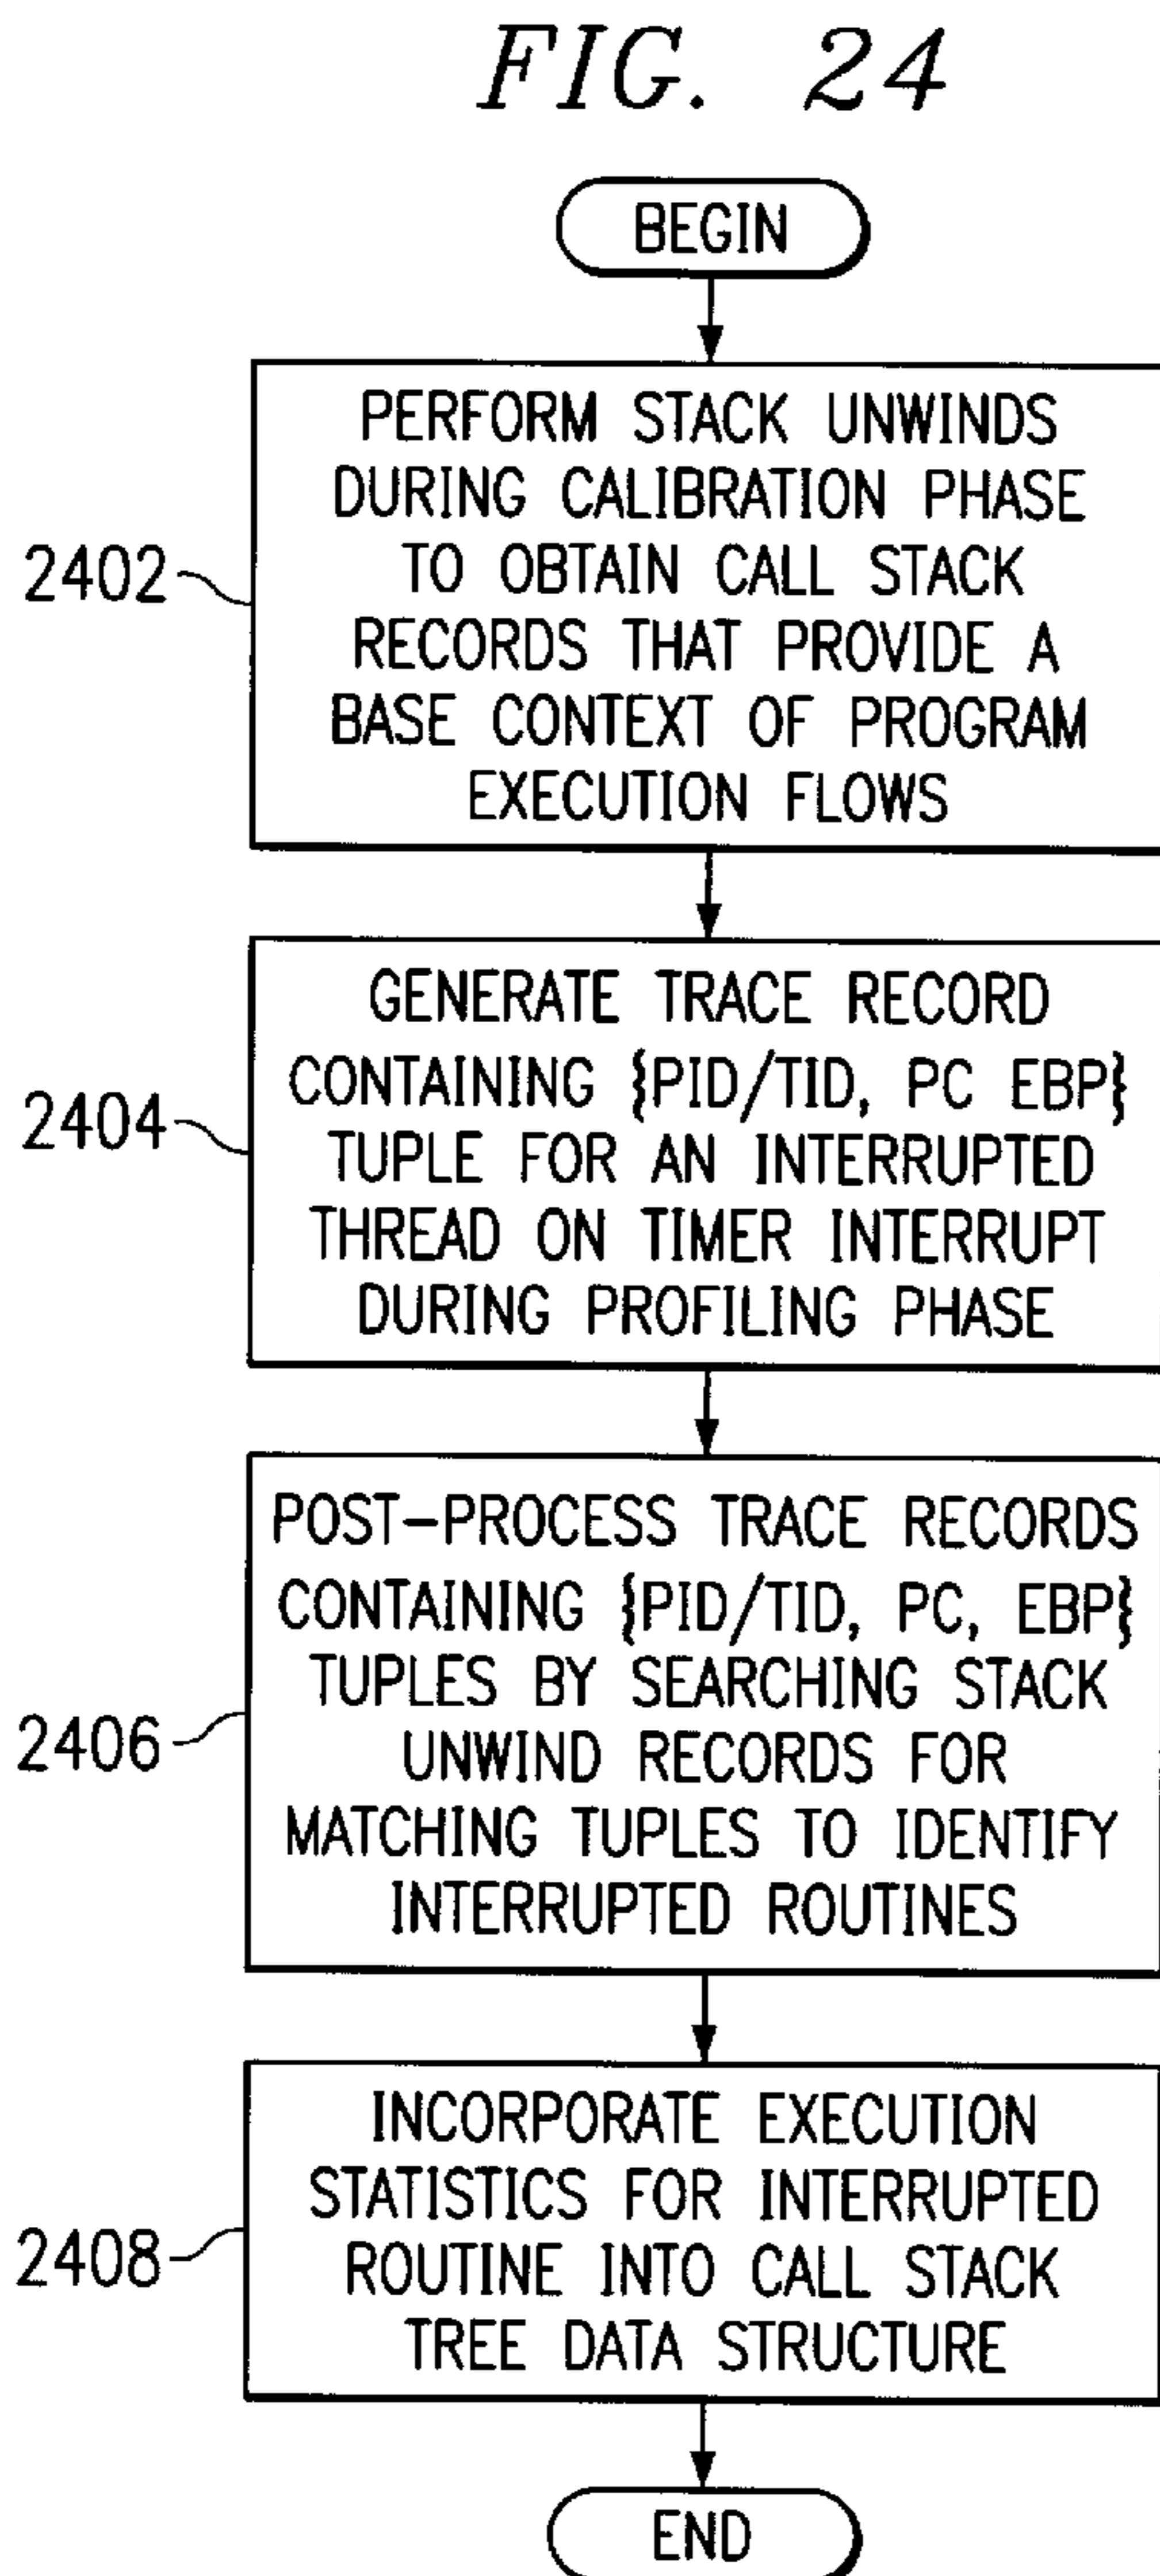 FIG. 24
BEGIN
PERFORM STACK UNWINDS
DURING CALIBRATION PHASE
TO OBTAIN CALL STACK
RECORDS THAT PROVIDE A
BASE CONTEXT OF PROGRAM
EXECUTION FLOWS
2402
GENERATE TRACE RECORD
CONTAINING {PID/TID, PC EBP}
TUPLE FOR AN INTERRUPTED
THREAD ON TIMER INTERRUPT
DURING PROFILING PHASE
2404
POST-PROCESS TRACE RECORDS
CONTAINING {PID/TID, PC, EBP}
TUPLES BY SEARCHING STACK
UNWIND RECORDS FOR
MATCHING TUPLES TO IDENTIFY
INTERRUPTED ROUTINES
2406
INCORPORATE EXECUTION
STATISTICS FOR INTERRUPTED
ROUTINE INTO CALL STACK
TREE DATA STRUCTURE
2408
END